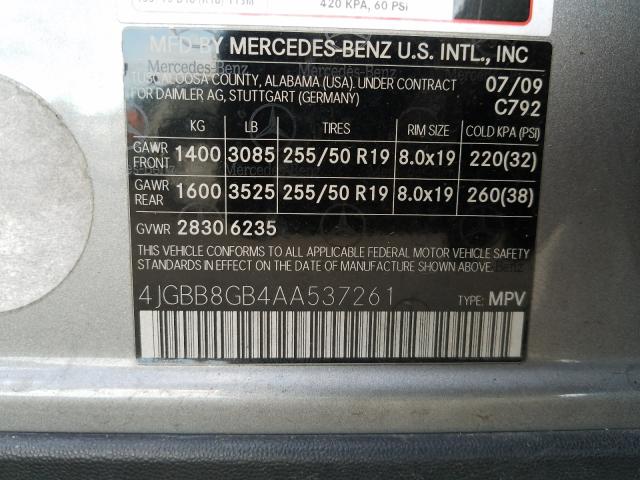 420 KPA, 60 PSI
MFD BY MERCEDES-BENZ U.S. INTL., INC
TUSCALOOSA COUNTY, ALABAMA (USA). UNDER CONTRACT
FOR DAIMLER AG, STUTTGART (GERMANY)
07/09
C792
KG LB TIRES RIM SIZE COLD KPA (PSI)
GAWR FRONT 1400 3085 255/50 R19 8.0x19 220(32)
GAWR REAR 1600 3525 255/50 R19 8.0x19 260(38)
GVWR 2830 6235
THIS VEHICLE CONFORMS TO ALL APPLICABLE FEDERAL MOTOR VEHICLE SAFETY
STANDARDS IN EFFECT ON THE DATE OF MANUFACTURE SHOWN ABOVE.
4JGBB8GB4AA537261 TYPE: MPV